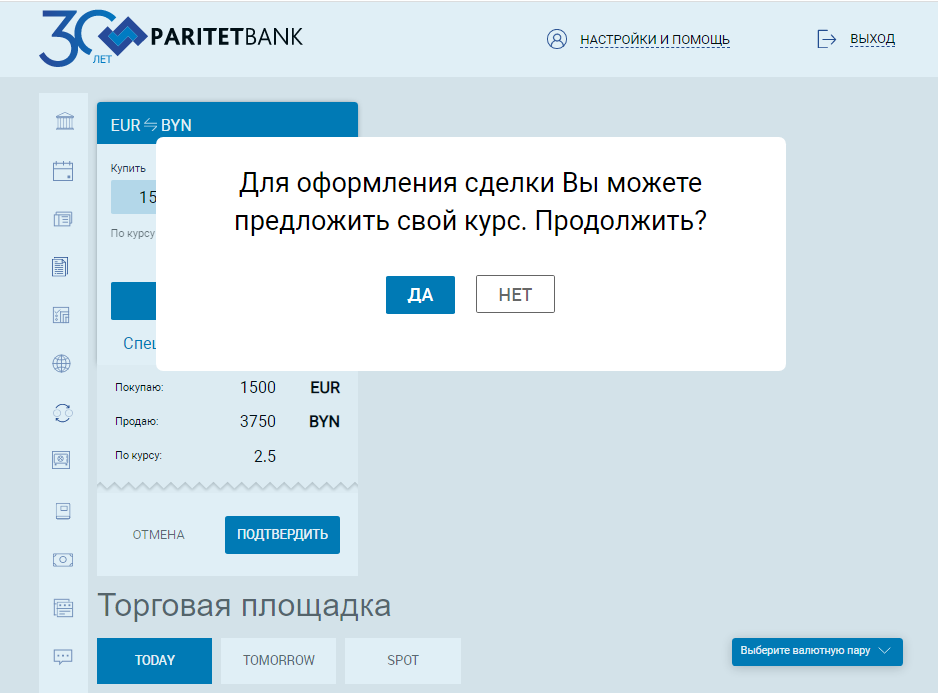 30 ЛЕТ PARITETBANK
НАСТРОЙКИ И ПОМОЩЬ
ВЫХОД
EUR ⇋ BYN
Купить
15
По курсу
Для оформления сделки Вы можете
предложить свой курс. Продолжить?
ДА НЕТ
Покупаю: 1500 EUR
Продаю: 3750 BYN
По курсу: 2.5
ОТМЕНА ПОДТВЕРДИТЬ
Торговая площадка
TODAY TOMORROW SPOT
Выберите валютную пару